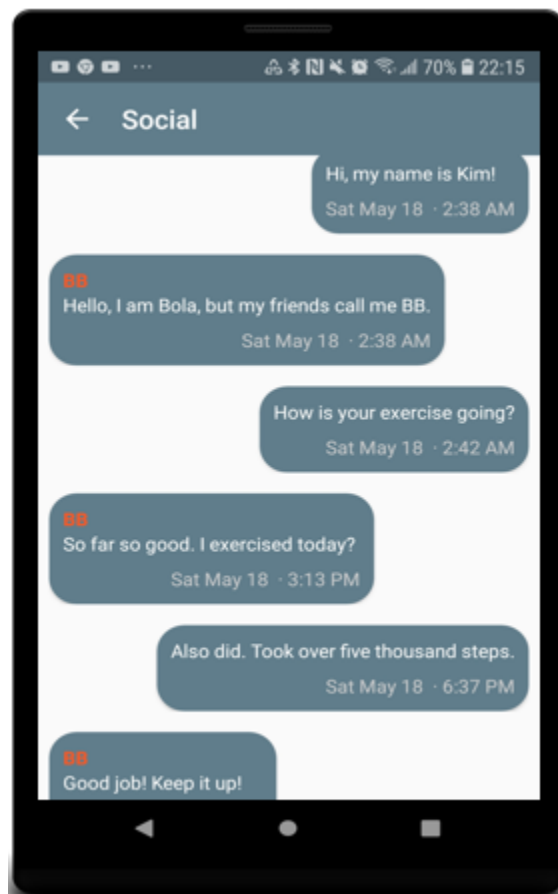 70% 22:15
Social
Hi, my name is Kim!
Sat May 18 · 2:38 AM
BB
Hello, I am Bola, but my friends call me BB.
Sat May 18 · 2:38 AM
How is your exercise going?
Sat May 18 · 2:42 AM
BB
So far so good. I exercised today?
Sat May 18 · 3:13 PM
Also did. Took over five thousand steps.
Sat May 18 · 6:37 PM
BB
Good job! Keep it up!